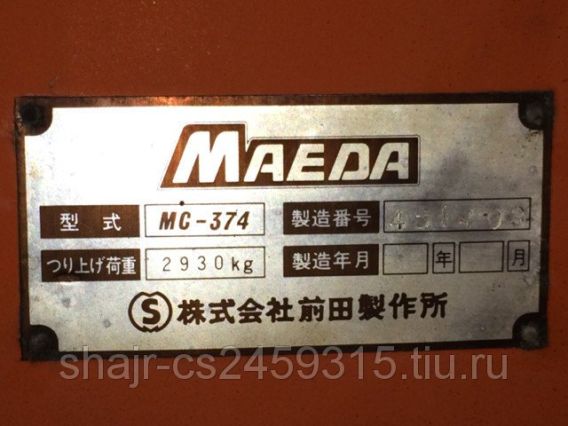 MAEDA
型式 MC-374 製造番号
つり上げ荷重 2930kg 製造年月 年 月
Ⓢ株式会社前田製作所
shajr-cs2459315.tiu.ru